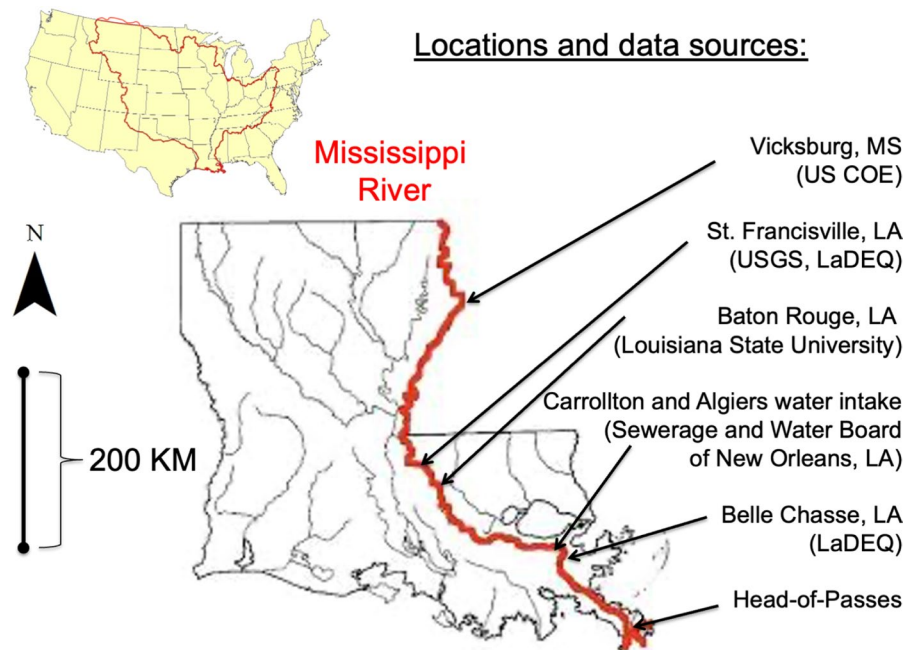 Locations and data sources:
Mississippi
River
Vicksburg, MS
(US COE)
N
St. Francisville, LA
(USGS, LaDEQ)
Baton Rouge, LA
(Louisiana State University)
Carrollton and Algiers water intake
(Sewerage and Water Board
of New Orleans, LA)
200 KM
Belle Chasse, LA
(LaDEQ)
Head-of-Passes